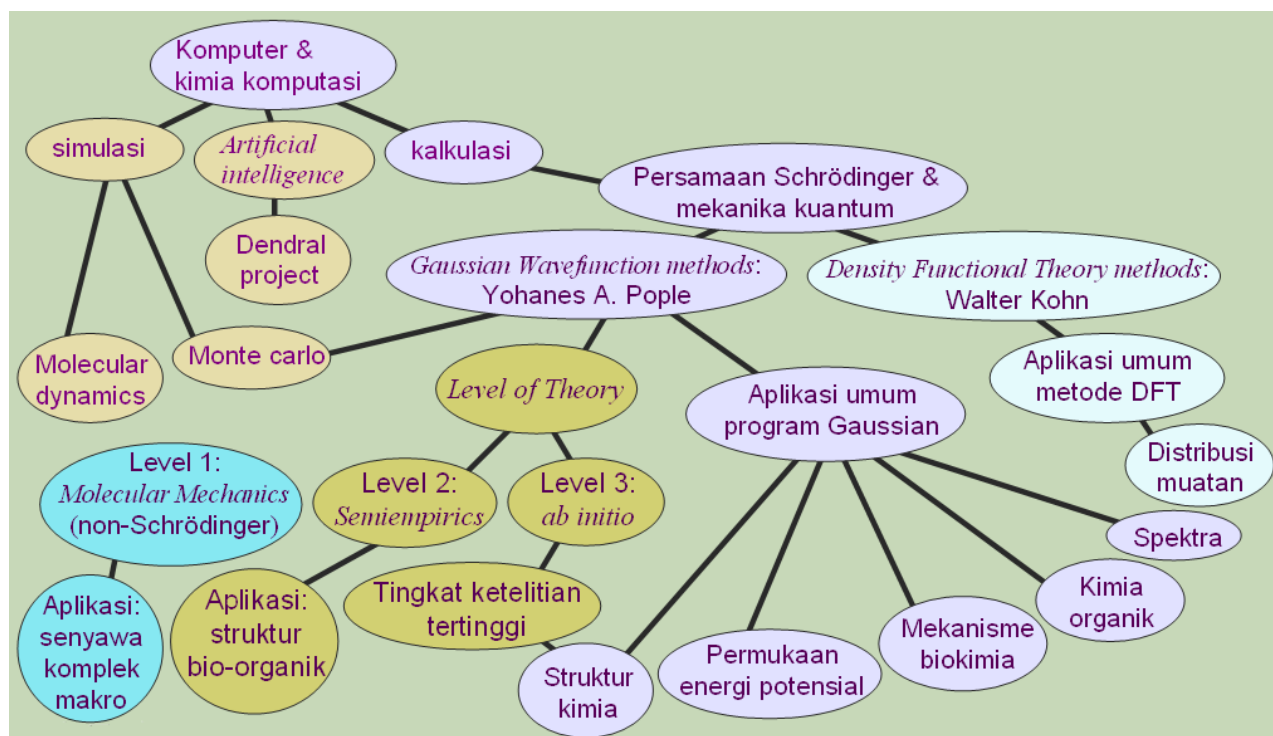 Komputer &
kimia komputasi
simulasi
Artificial
intelligence
kalkulasi
Persamaan Schrödinger &
mekanika kuantum
Dendral
project
Gaussian Wavefunction methods:
Yohanes A. Pople
Density Functional Theory methods:
Walter Kohn
Molecular
dynamics
Monte carlo
Level of Theory
Aplikasi umum
program Gaussian
Aplikasi umum
metode DFT
Distribusi
muatan
Level 1:
Molecular Mechanics
(non-Schrödinger)
Level 2:
Semiempirics
Level 3:
ab initio
Spektra
Aplikasi:
senyawa
komplek
makro
Aplikasi:
struktur
bio-organik
Tingkat ketelitian
tertinggi
Struktur
kimia
Permukaan
energi potensial
Mekanisme
biokimia
Kimia
organik